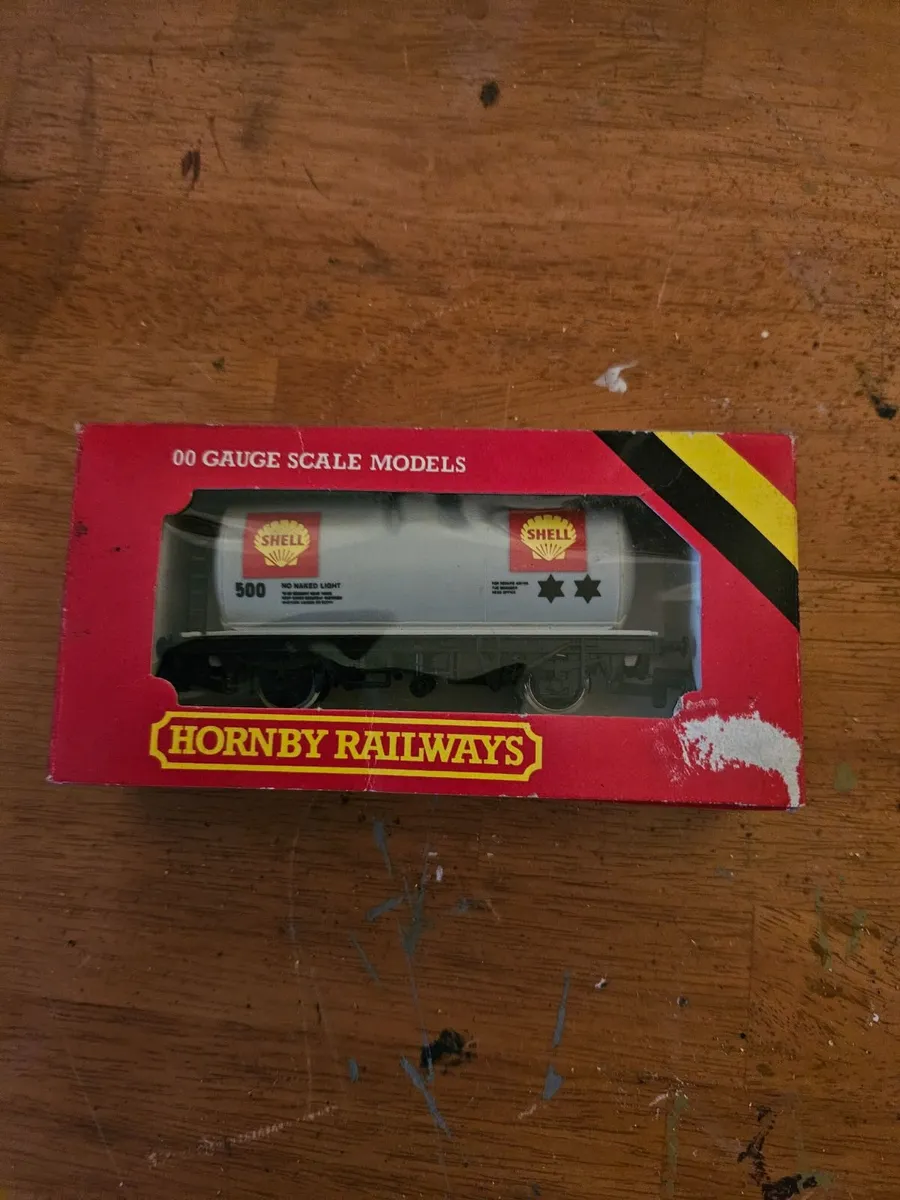 00 GAUGE SCALE MODELS
SHELL
SHELL
500
NO NAKED LIGHT
HORNBY RAILWAYS